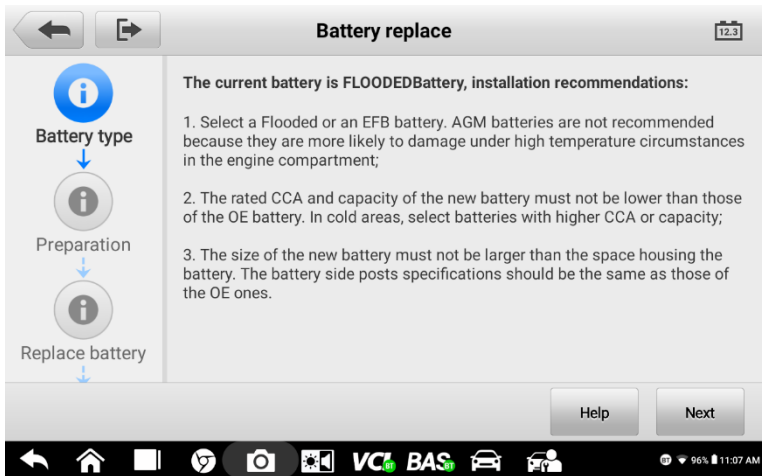 Battery replace
12.3
Battery type
Preparation
Replace battery
The current battery is FLOODEDBattery, installation recommendations:
1. Select a Flooded or an EFB battery. AGM batteries are not recommended
because they are more likely to damage under high temperature circumstances
in the engine compartment;
2. The rated CCA and capacity of the new battery must not be lower than those
of the OE battery. In cold areas, select batteries with higher CCA or capacity;
3. The size of the new battery must not be larger than the space housing the
battery. The battery side posts specifications should be the same as those of
the OE ones.
Help
Next
VCI BT BAS BT
BT 96% 11:07 AM